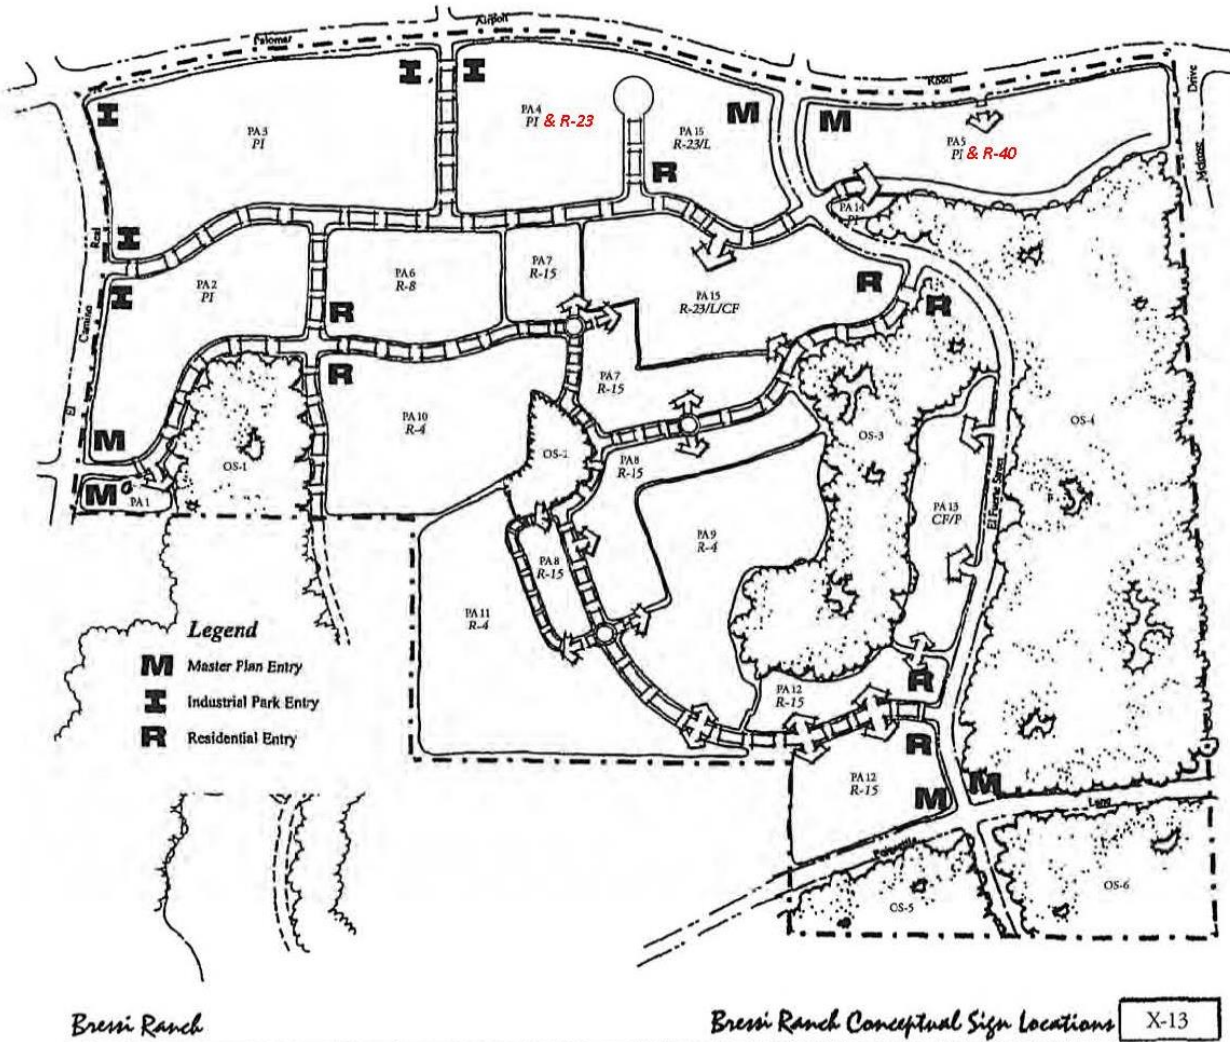 Palomar
Airport
Road
Melrose
Drive
PA 3
PI
PA 4
PI & R-23
PA 15
R-23/L
PA 5
PI & R-40
PA 14
PI
El
Camino
Real
PA 2
PI
PA 6
R-8
PA 7
R-15
PA 15
R-23/L/CF
PA 7
R-15
PA 10
R-4
OS-1
OS-2
OS-3
OS-4
PA 1
PA 8
R-15
PA 8
R-15
PA 9
R-4
PA 13
CF/P
El Fuerte Street
PA 11
R-4
PA 12
R-15
PA 12
R-15
Poinsettia
Lane
OS-5
OS-6
Legend
M Master Plan Entry
I Industrial Park Entry
R Residential Entry
I
I
I
I
I
M
M
M
M
M
M
R
R
R
R
R
R
R
Bressi Ranch
Bressi Ranch Conceptual Sign Locations
X-13